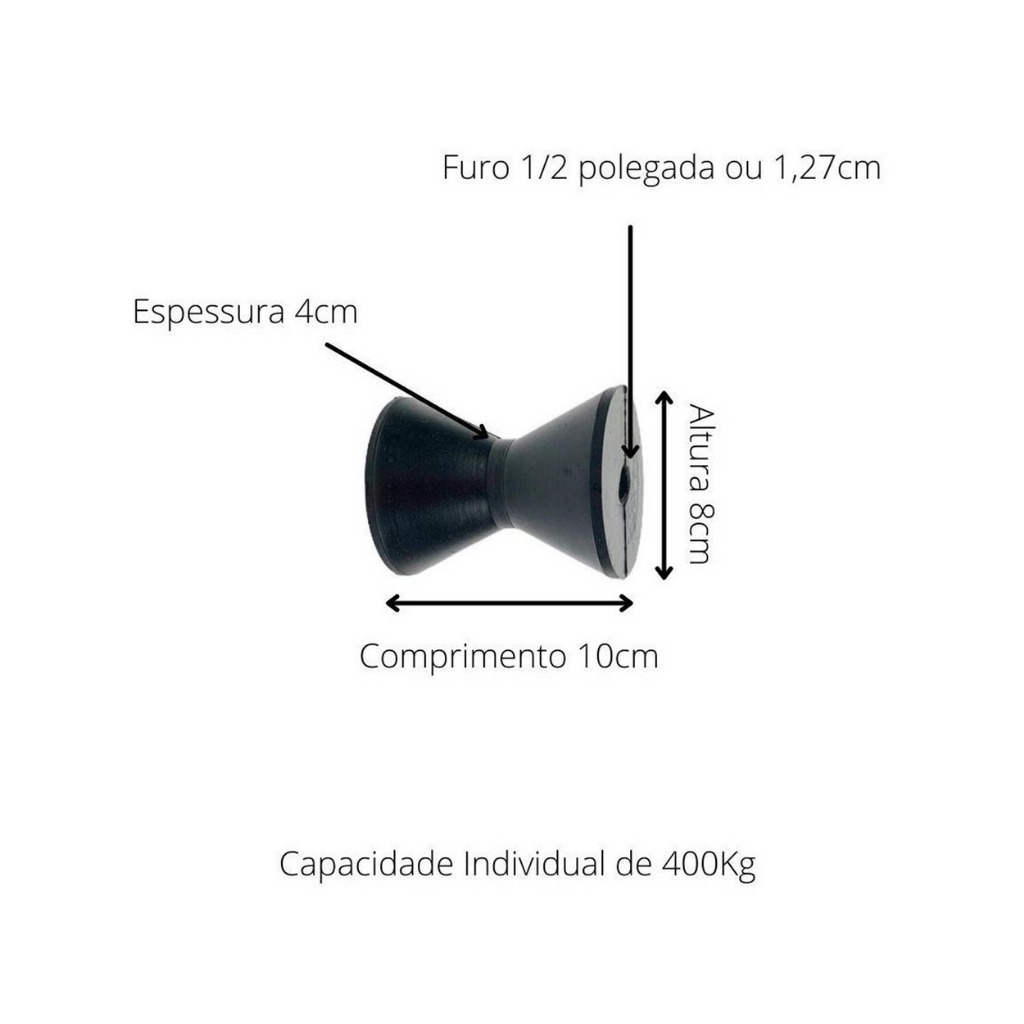 Furo 1/2 polegada ou 1,27cm
Espessura 4cm
Altura 8cm
Comprimento 10cm
Capacidade Individual de 400Kg